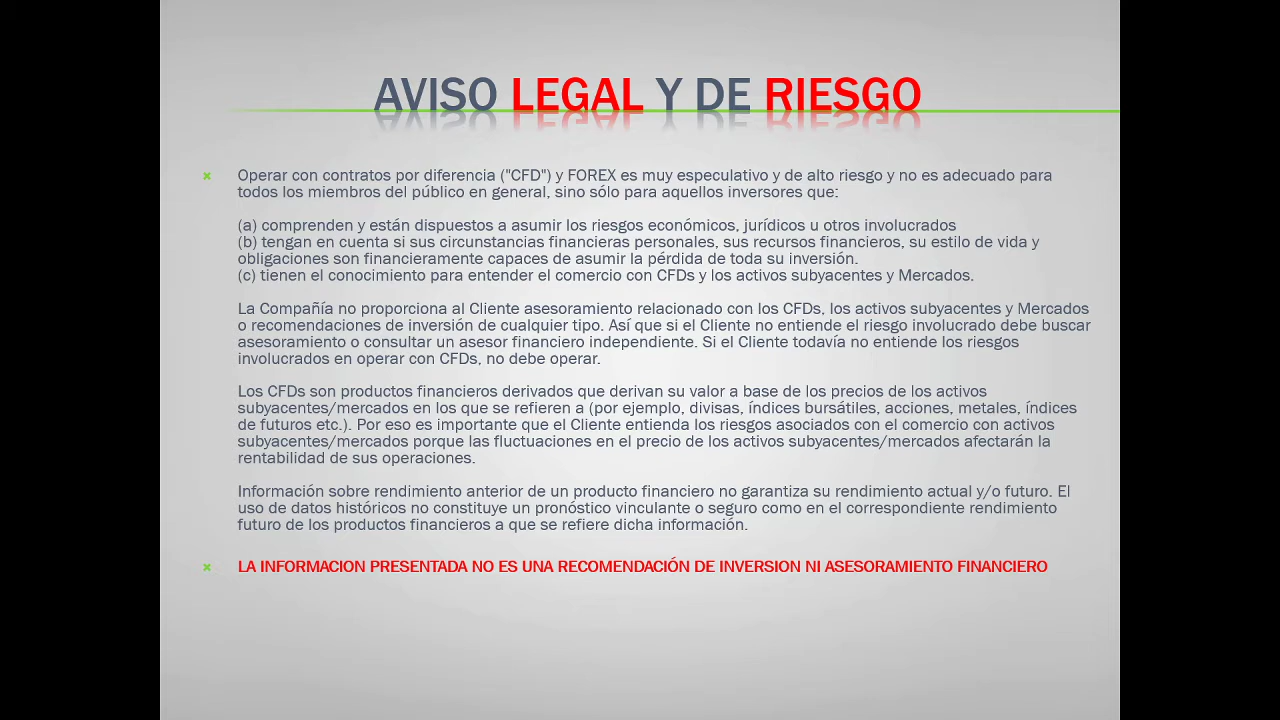 AVISO LEGAL Y DE RIESGO
Operar con contratos por diferencia ("CFD") y FOREX es muy especulativo y de alto riesgo y no es adecuado para
todos los miembros del público en general, sino sólo para aquellos inversores que:
(a) comprenden y están dispuestos a asumir los riesgos económicos, jurídicos u otros involucrados
(b) tengan en cuenta si sus circunstancias financieras personales, sus recursos financieros, su estilo de vida y
obligaciones son financieramente capaces de asumir la pérdida de toda su inversión.
(c) tienen el conocimiento para entender el comercio con CFDs y los activos subyacentes y Mercados.
La Compañía no proporciona al Cliente asesoramiento relacionado con los CFDs, los activos subyacentes y Mercados
o recomendaciones de inversión de cualquier tipo. Así que si el Cliente no entiende el riesgo involucrado debe buscar
asesoramiento o consultar un asesor financiero independiente. Si el Cliente todavía no entiende los riesgos
involucrados en operar con CFDs, no debe operar.
Los CFDs son productos financieros derivados que derivan su valor a base de los precios de los activos
subyacentes/mercados en los que se refieren a (por ejemplo, divisas, índices bursátiles, acciones, metales, índices
de futuros etc.). Por eso es importante que el Cliente entienda los riesgos asociados con el comercio con activos
subyacentes/mercados porque las fluctuaciones en el precio de los activos subyacentes/mercados afectarán la
rentabilidad de sus operaciones.
Información sobre rendimiento anterior de un producto financiero no garantiza su rendimiento actual y/o futuro. El
uso de datos históricos no constituye un pronóstico vinculante o seguro como en el correspondiente rendimiento
futuro de los productos financieros a que se refiere dicha información.
LA INFORMACION PRESENTADA NO ES UNA RECOMENDACIÓN DE INVERSION NI ASESORAMIENTO FINANCIERO